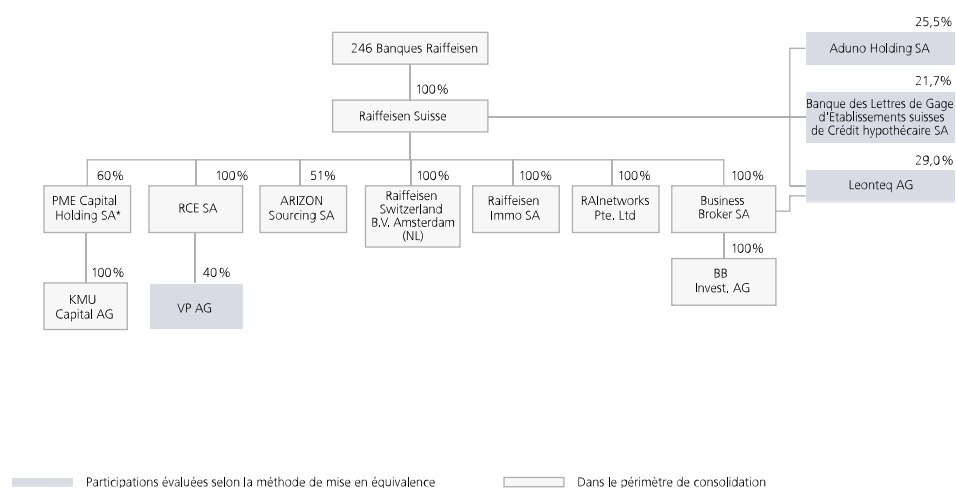 25,5%
246 Banques Raiffeisen
Aduno Holding SA
100%
21,7%
Raiffeisen Suisse
Banque des Lettres de Gage
d'Etablissements suisses
de Crédit hypothécaire SA
29,0%
Leonteq AG
60%
100%
51%
100%
100%
100%
100%
PME Capital
Holding SA*
RCE SA
ARIZON
Sourcing SA
Raiffeisen
Switzerland
B.V. Amsterdam
(NL)
Raiffeisen
Immo SA
RAInetworks
Pte. Ltd
Business
Broker SA
100%
40%
100%
KMU
Capital AG
VP AG
BB
Invest. AG
Participations évaluées selon la méthode de mise en équivalence
Dans le périmètre de consolidation